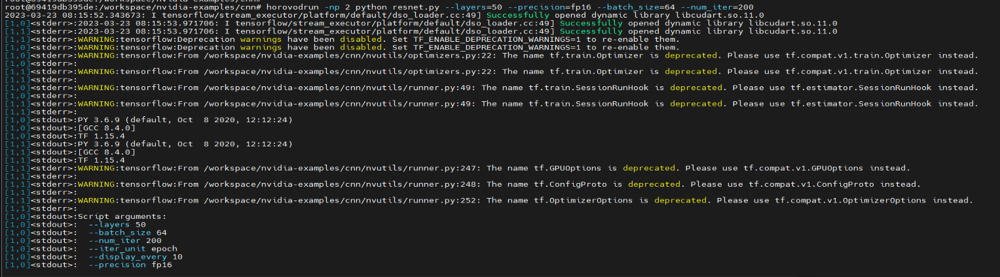 root@69419db395de:/workspace/nvidia-examples/cnn# horovodrun -np 2 python resnet.py --layers=50 --precision=fp16 --batch_size=64 --num_iter=200
2023-03-23 08:15:52.343673: I tensorflow/stream_executor/platform/default/dso_loader.cc:49] Successfully opened dynamic library libcudart.so.11.0
[1,0]<stderr>:2023-03-23 08:15:53.971706: I tensorflow/stream_executor/platform/default/dso_loader.cc:49] Successfully opened dynamic library libcudart.so.11.0
[1,1]<stderr>:2023-03-23 08:15:53.971706: I tensorflow/stream_executor/platform/default/dso_loader.cc:49] Successfully opened dynamic library libcudart.so.11.0
[1,1]<stderr>:WARNING:tensorflow:Deprecation warnings have been disabled. Set TF_ENABLE_DEPRECATION_WARNINGS=1 to re-enable them.
[1,0]<stderr>:WARNING:tensorflow:Deprecation warnings have been disabled. Set TF_ENABLE_DEPRECATION_WARNINGS=1 to re-enable them.
[1,0]<stderr>:WARNING:tensorflow:From /workspace/nvidia-examples/cnn/nvutils/optimizers.py:22: The name tf.train.Optimizer is deprecated. Please use tf.compat.v1.train.Optimizer instead.
[1,0]<stderr>:
[1,1]<stderr>:WARNING:tensorflow:From /workspace/nvidia-examples/cnn/nvutils/optimizers.py:22: The name tf.train.Optimizer is deprecated. Please use tf.compat.v1.train.Optimizer instead.
[1,1]<stderr>:
[1,0]<stderr>:WARNING:tensorflow:From /workspace/nvidia-examples/cnn/nvutils/runner.py:49: The name tf.train.SessionRunHook is deprecated. Please use tf.estimator.SessionRunHook instead.
[1,0]<stderr>:
[1,1]<stderr>:WARNING:tensorflow:From /workspace/nvidia-examples/cnn/nvutils/runner.py:49: The name tf.train.SessionRunHook is deprecated. Please use tf.estimator.SessionRunHook instead.
[1,1]<stderr>:
[1,0]<stdout>:PY 3.6.9 (default, Oct  8 2020, 12:12:24)
[1,0]<stdout>:[GCC 8.4.0]
[1,0]<stdout>:TF 1.15.4
[1,1]<stdout>:PY 3.6.9 (default, Oct  8 2020, 12:12:24)
[1,1]<stdout>:[GCC 8.4.0]
[1,1]<stdout>:TF 1.15.4
[1,1]<stderr>:WARNING:tensorflow:From /workspace/nvidia-examples/cnn/nvutils/runner.py:247: The name tf.GPUOptions is deprecated. Please use tf.compat.v1.GPUOptions instead.
[1,1]<stderr>:
[1,1]<stderr>:WARNING:tensorflow:From /workspace/nvidia-examples/cnn/nvutils/runner.py:248: The name tf.ConfigProto is deprecated. Please use tf.compat.v1.ConfigProto instead.
[1,1]<stderr>:
[1,1]<stderr>:WARNING:tensorflow:From /workspace/nvidia-examples/cnn/nvutils/runner.py:252: The name tf.OptimizerOptions is deprecated. Please use tf.compat.v1.OptimizerOptions instead.
[1,1]<stderr>:
[1,0]<stdout>:Script arguments:
[1,0]<stdout>:  --layers 50
[1,0]<stdout>:  --batch_size 64
[1,0]<stdout>:  --num_iter 200
[1,0]<stdout>:  --iter_unit epoch
[1,0]<stdout>:  --display_every 10
[1,0]<stdout>:  --precision fp16